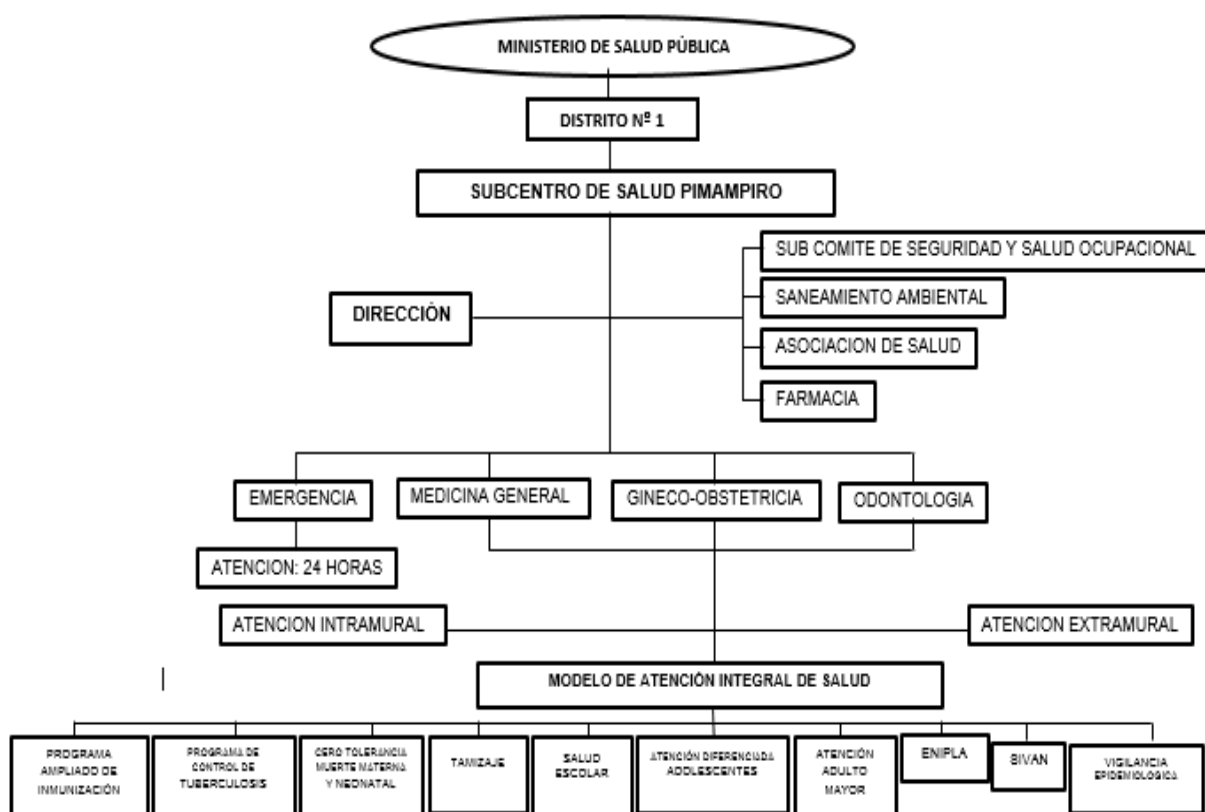 MINISTERIO DE SALUD PÚBLICA
DISTRITO Nº 1
SUBCENTRO DE SALUD PIMAMPIRO
SUB COMITE DE SEGURIDAD Y SALUD OCUPACIONAL
DIRECCIÓN
SANEAMIENTO AMBIENTAL
ASOCIACION DE SALUD
FARMACIA
EMERGENCIA
MEDICINA GENERAL
GINECO-OBSTETRICIA
ODONTOLOGIA
ATENCION: 24 HORAS
ATENCION INTRAMURAL
ATENCION EXTRAMURAL
MODELO DE ATENCIÓN INTEGRAL DE SALUD
PROGRAMA
AMPLIADO DE
INMUNIZACIÓN
PROGRAMA DE
CONTROL DE
TUBERCULOSIS
CERO TOLERANCIA
MUERTE MATERNA
Y NEONATAL
TAMIZAJE
SALUD
ESCOLAR
ATENCIÓN DIFERENCIADA
ADOLESCENTES
ATENCIÓN
ADULTO
MAYOR
ENIPLA
SIVAN
VIGILANCIA
EPIDEMIOLOGICA